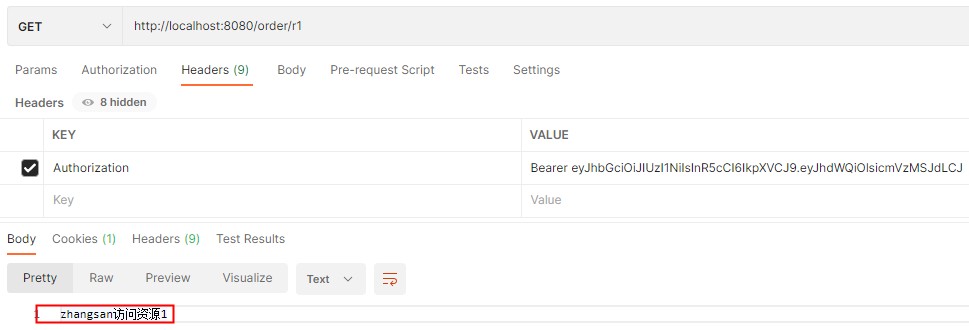 GET http://localhost:8080/order/r1
Params Authorization Headers (9) Body Pre-request Script Tests Settings
Headers 8 hidden
KEY VALUE
Authorization Bearer eyJhbGciOiJIUzI1NiIsInR5cCI6IkpXVCJ9.eyJhdWQiOlsicmVzMSJdLCJ
Key Value
Body Cookies (1) Headers (9) Test Results
Pretty Raw Preview Visualize Text
1 zhangsan访问资源1